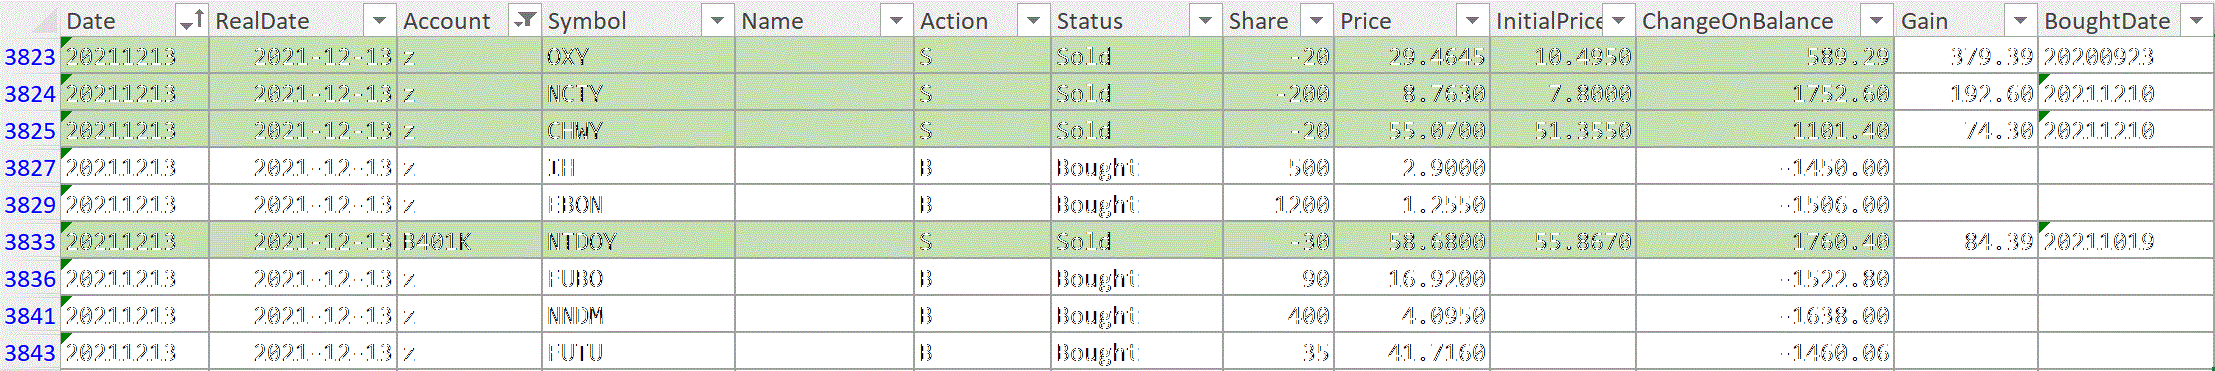 Date RealDate Account Symbol Name Action Status Share Price InitialPrice ChangeOnBalance Gain BoughtDate
3823 20211213 2021-12-13 z OXY S Sold -20 29.4645 10.4950 589.29 379.39 20200923
3824 20211213 2021-12-13 z NCTY S Sold -200 8.7630 7.8000 1752.60 192.60 20211210
3825 20211213 2021-12-13 z CHWY S Sold -20 55.0700 51.3550 1101.40 74.30 20211210
3827 20211213 2021-12-13 z IH B Bought 500 2.9000 -1450.00
3829 20211213 2021-12-13 z EBON B Bought 1200 1.2550 -1506.00
3833 20211213 2021-12-13 B401K NTDOY S Sold -30 58.6800 55.8670 1760.40 84.39 20211019
3836 20211213 2021-12-13 z FUBO B Bought 90 16.9200 -1522.80
3841 20211213 2021-12-13 z NNDM B Bought 400 4.0950 -1638.00
3843 20211213 2021-12-13 z FUTU B Bought 35 41.7160 -1460.06